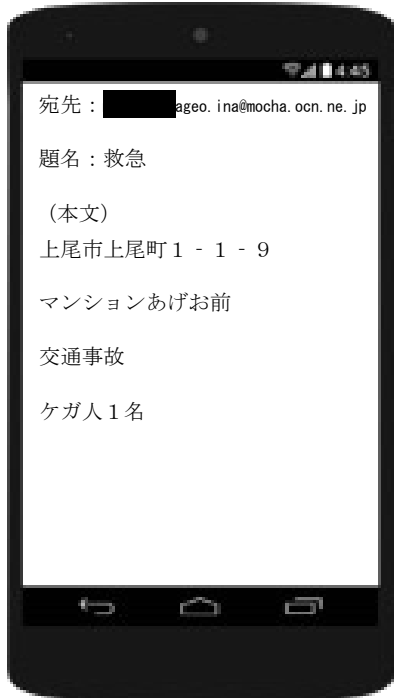 4:45
宛先：ageo.ina@mocha.ocn.ne.jp
題名：救急
（本文）
上尾市上尾町１‐１‐９
マンションあげお前
交通事故
ケガ人１名